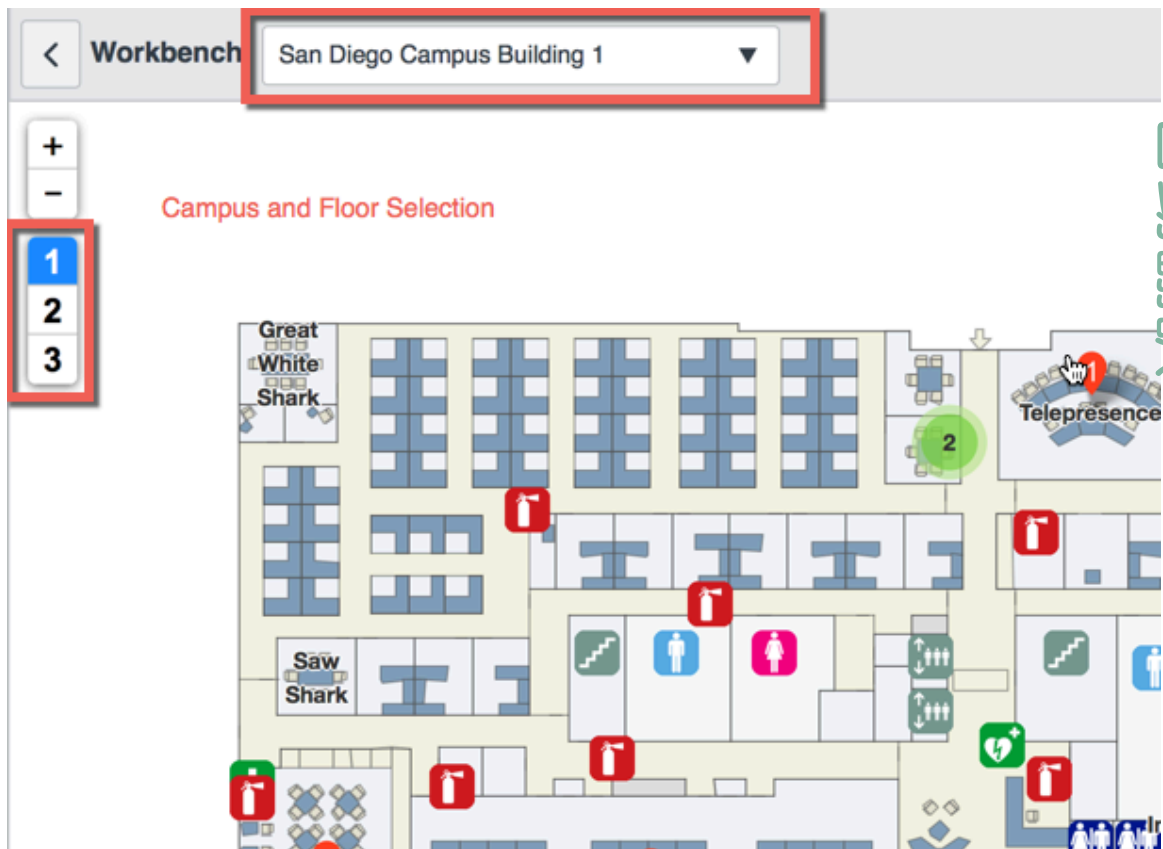 Workbench
San Diego Campus Building 1
+
−
Campus and Floor Selection
1
2
3
Great
White
Shark
1
Telepresence
2
Saw
Shark